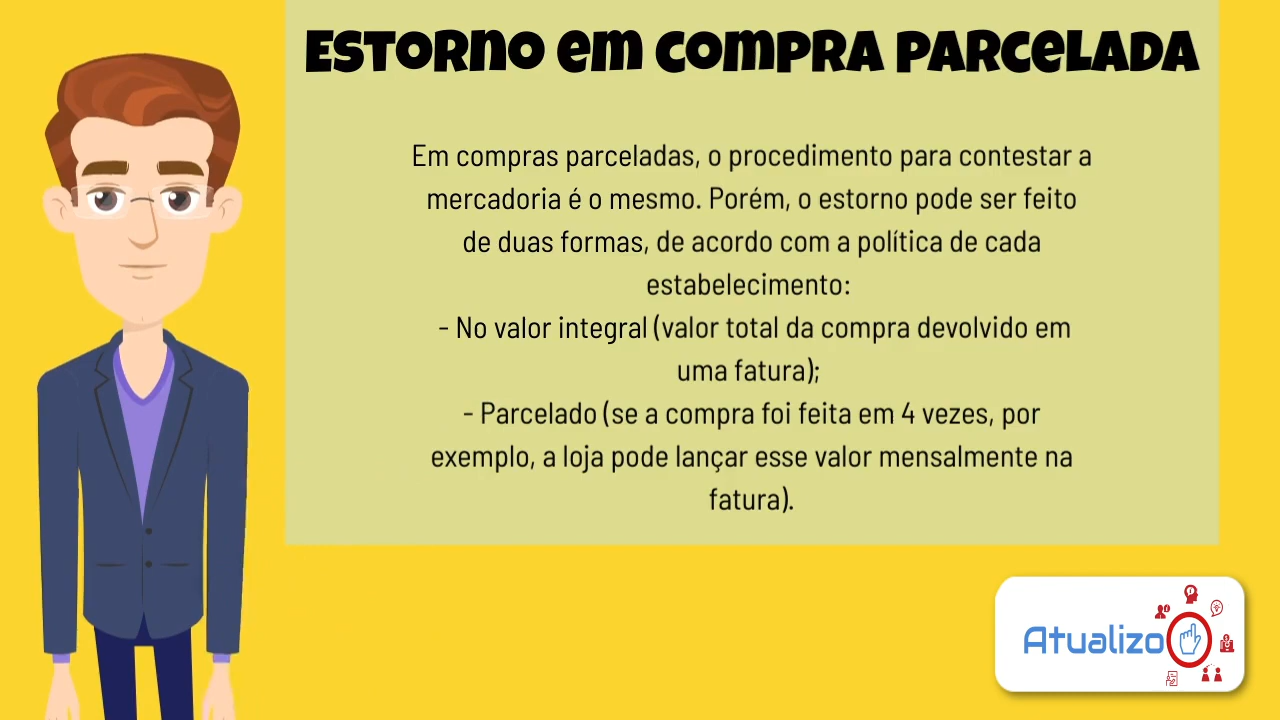 Estorno em compra parcelada
Em compras parceladas, o procedimento para contestar a
mercadoria é o mesmo. Porém, o estorno pode ser feito
de duas formas, de acordo com a política de cada
estabelecimento:
- No valor integral (valor total da compra devolvido em
uma fatura);
- Parcelado (se a compra foi feita em 4 vezes, por
exemplo, a loja pode lançar esse valor mensalmente na
fatura).
Atualizo